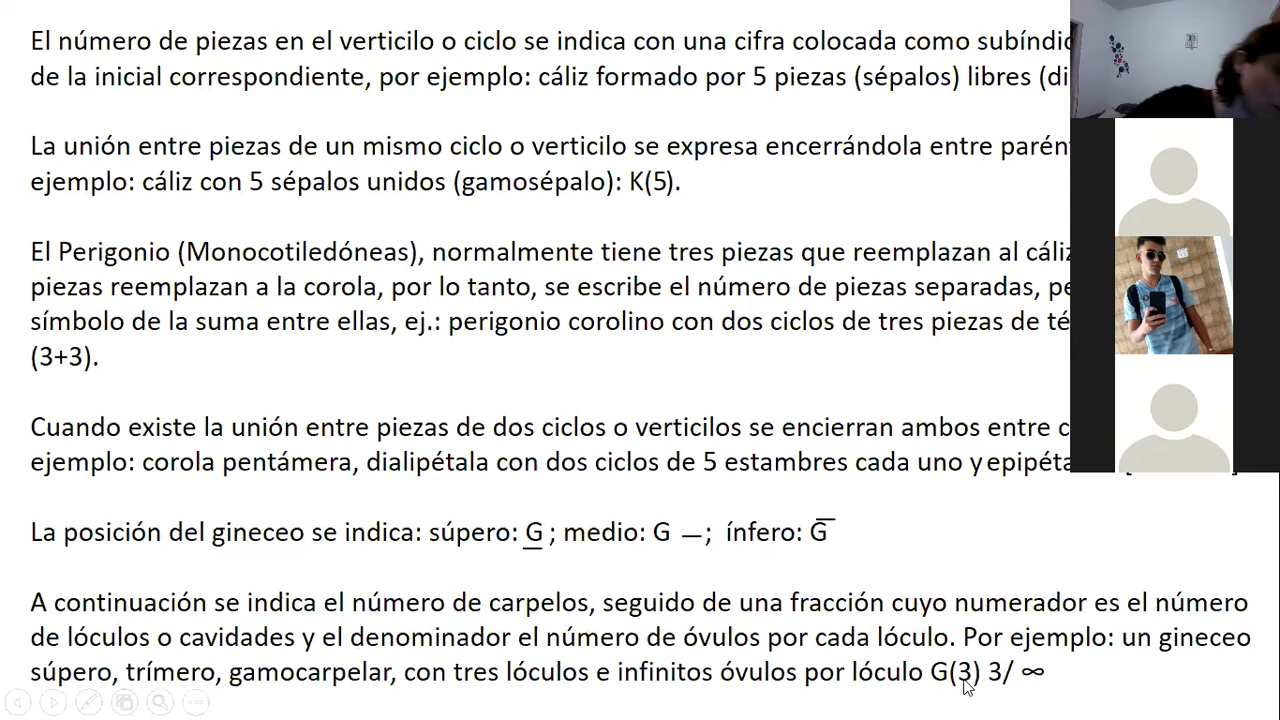 El número de piezas en el verticilo o ciclo se indica con una cifra colocada como
de la inicial correspondiente, por ejemplo: cáliz formado por 5 piezas (sépalos) libres
La unión entre piezas de un mismo ciclo o verticilo se expresa encerrándola entre
ejemplo: cáliz con 5 sépalos unidos (gamosépalo): K(5).
El Perigonio (Monocotiledóneas), normalmente tiene tres piezas que reemplazan al
piezas reemplazan a la corola, por lo tanto, se escribe el número de piezas separadas,
símbolo de la suma entre ellas, ej.: perigonio corolino con dos ciclos de tres piezas de
(3+3).
Cuando existe la unión entre piezas de dos ciclos o verticilos se encierran ambos entre
ejemplo: corola pentámera, dialipétala con dos ciclos de 5 estambres cada uno y
La posición del gineceo se indica: súpero: G̲ ; medio: G –; ínfero: G̅
A continuación se indica el número de carpelos, seguido de una fracción cuyo numerador es el número
de lóculos o cavidades y el denominador el número de óvulos por cada lóculo. Por ejemplo: un gineceo
súpero, trímero, gamocarpelar, con tres lóculos e infinitos óvulos por lóculo G(3) 3/ ∞